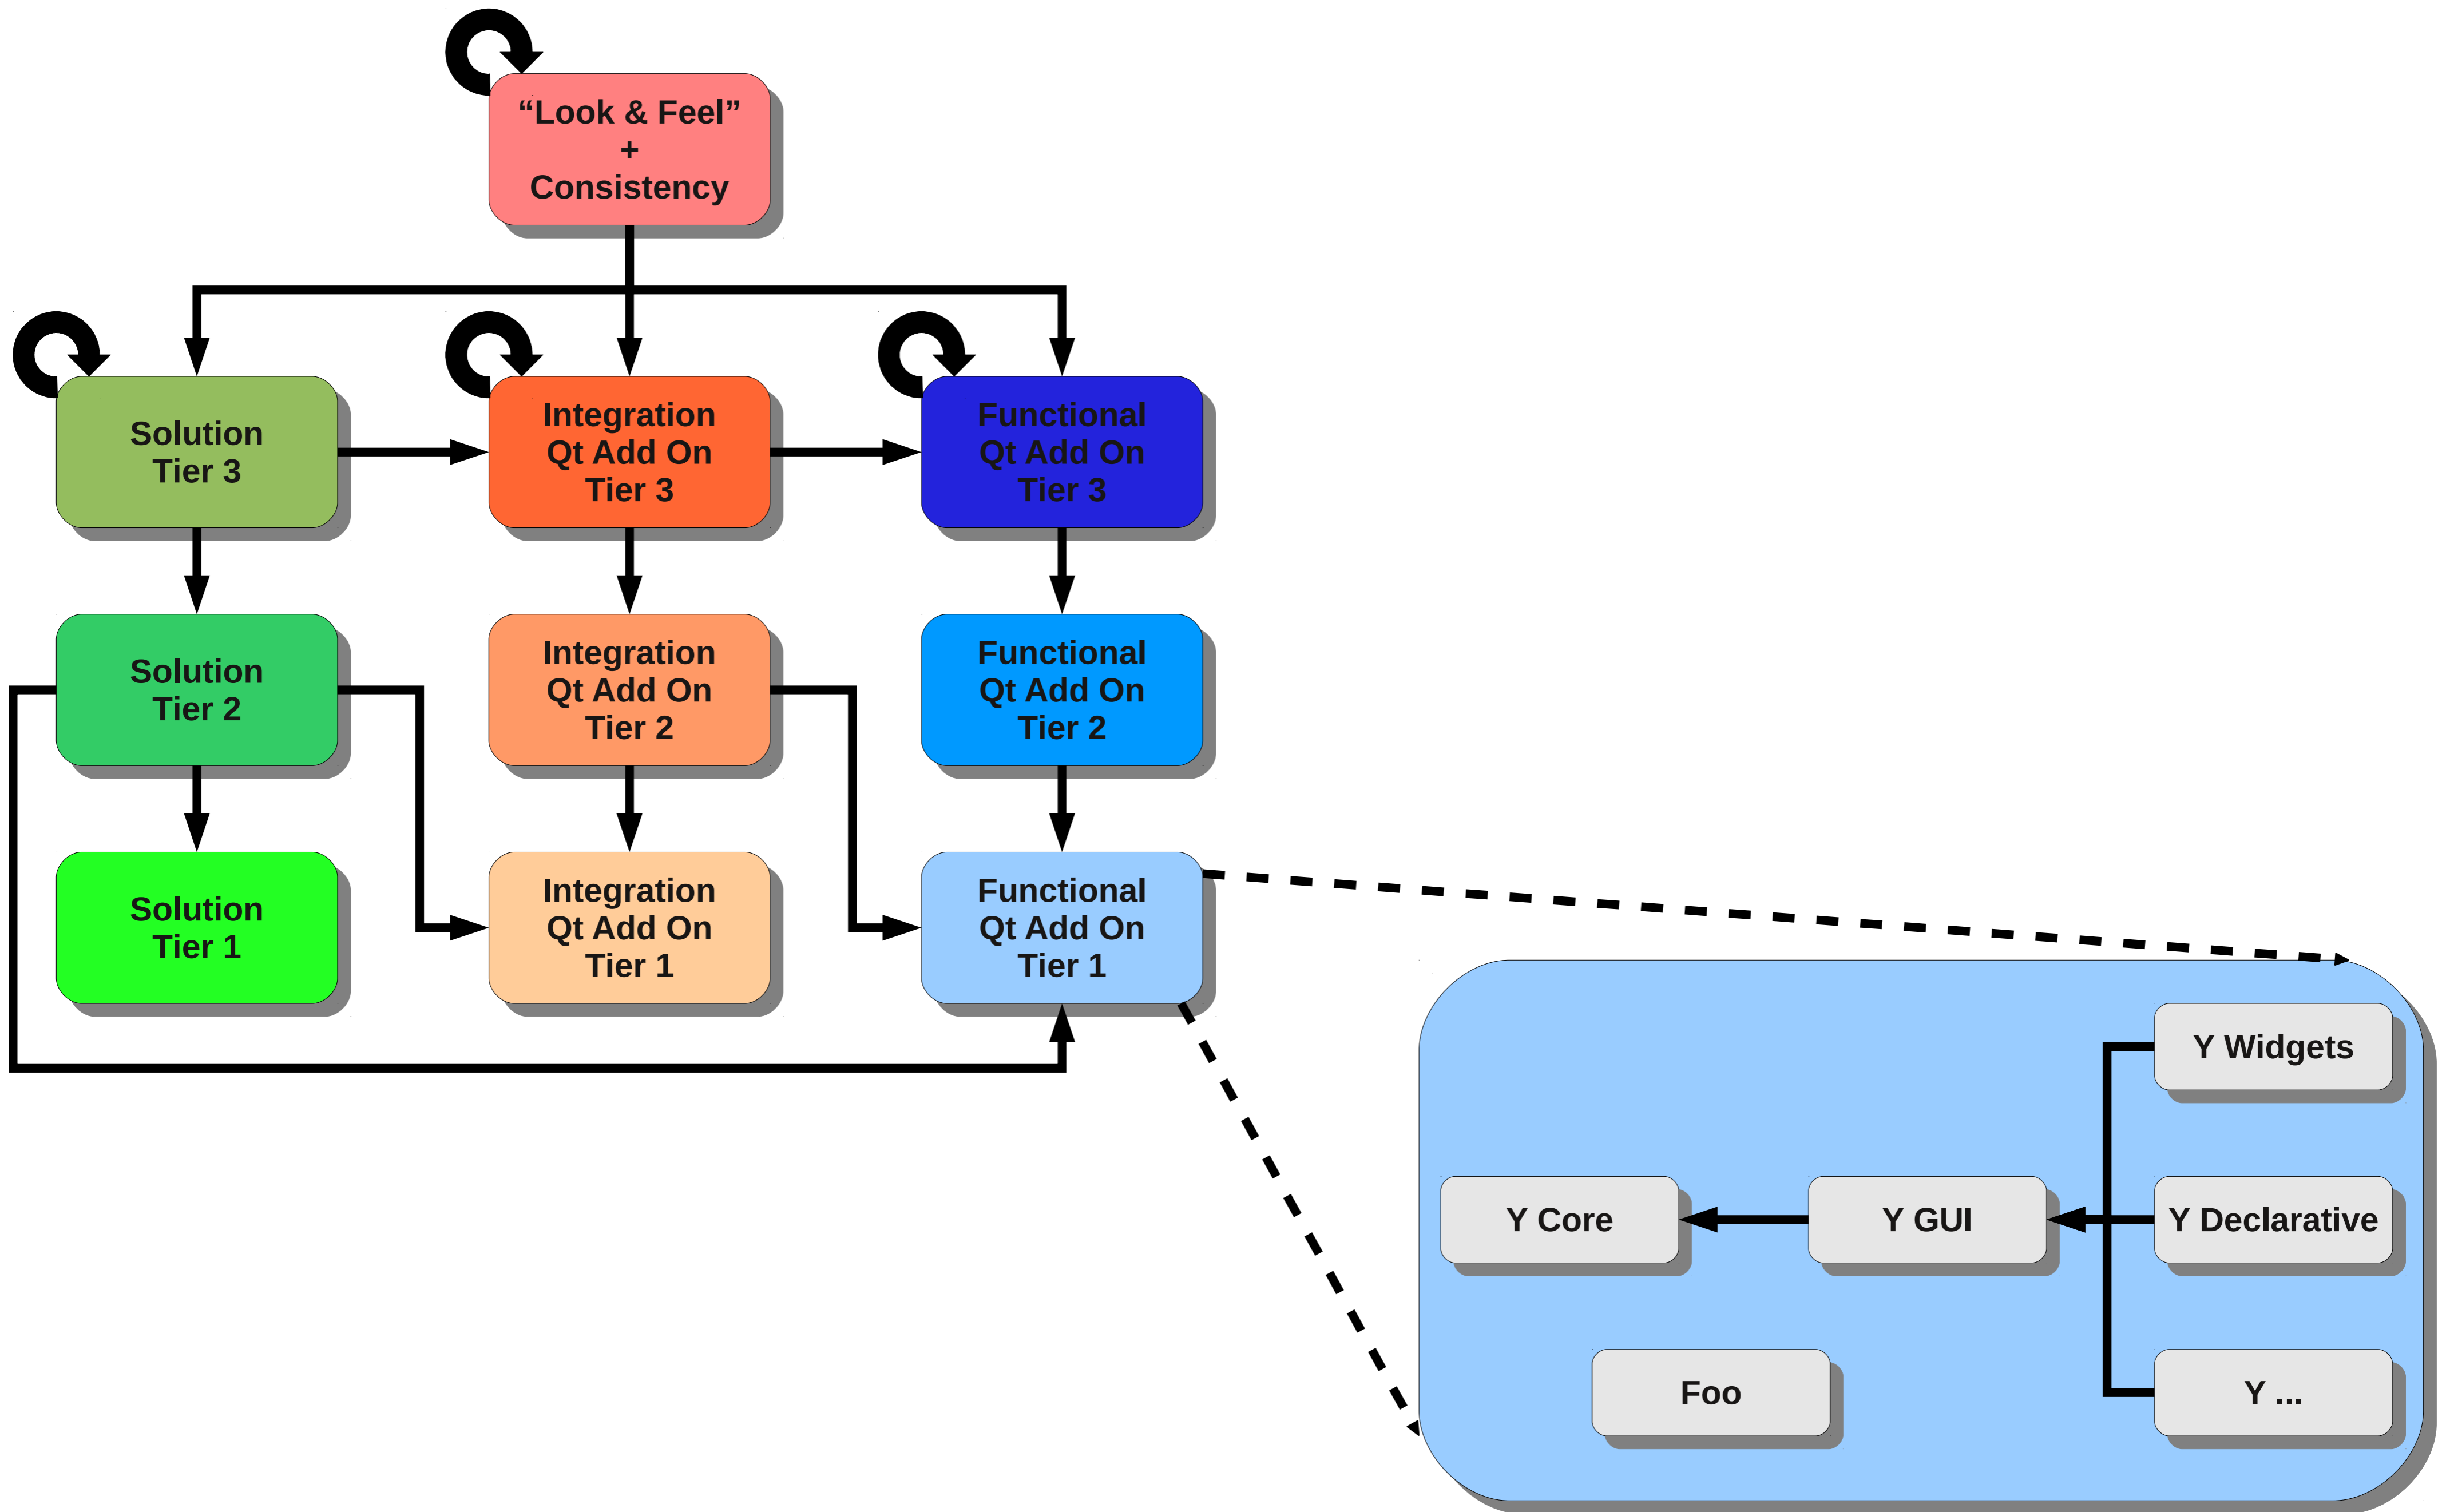 “Look & Feel”
+
Consistency
Solution
Tier 3
Integration
Qt Add On
Tier 3
Functional
Qt Add On
Tier 3
Solution
Tier 2
Integration
Qt Add On
Tier 2
Functional
Qt Add On
Tier 2
Solution
Tier 1
Integration
Qt Add On
Tier 1
Functional
Qt Add On
Tier 1
Y Widgets
Y Core
Y GUI
Y Declarative
Foo
Y ...